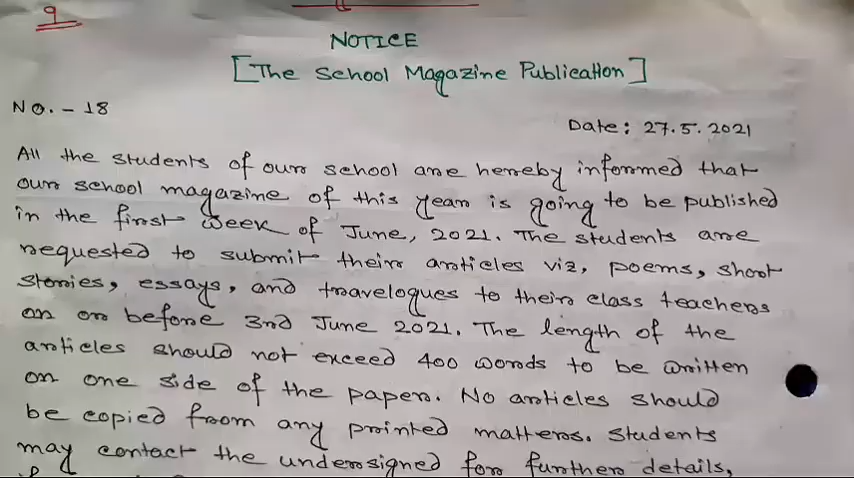 9
NOTICE
[The School Magazine Publication]
No. - 18
Date: 27.5.2021
All the students of our school are hereby informed that
our school magazine of this year is going to be published
in the first week of June, 2021. The students are
requested to submit their articles viz, poems, short
stories, essays, and travelogues to their class teachers
on or before 3rd June 2021. The length of the
articles should not exceed 400 words to be written
on one side of the paper. No articles should
be copied from any printed matters. Students
may contact the undersigned for further details,